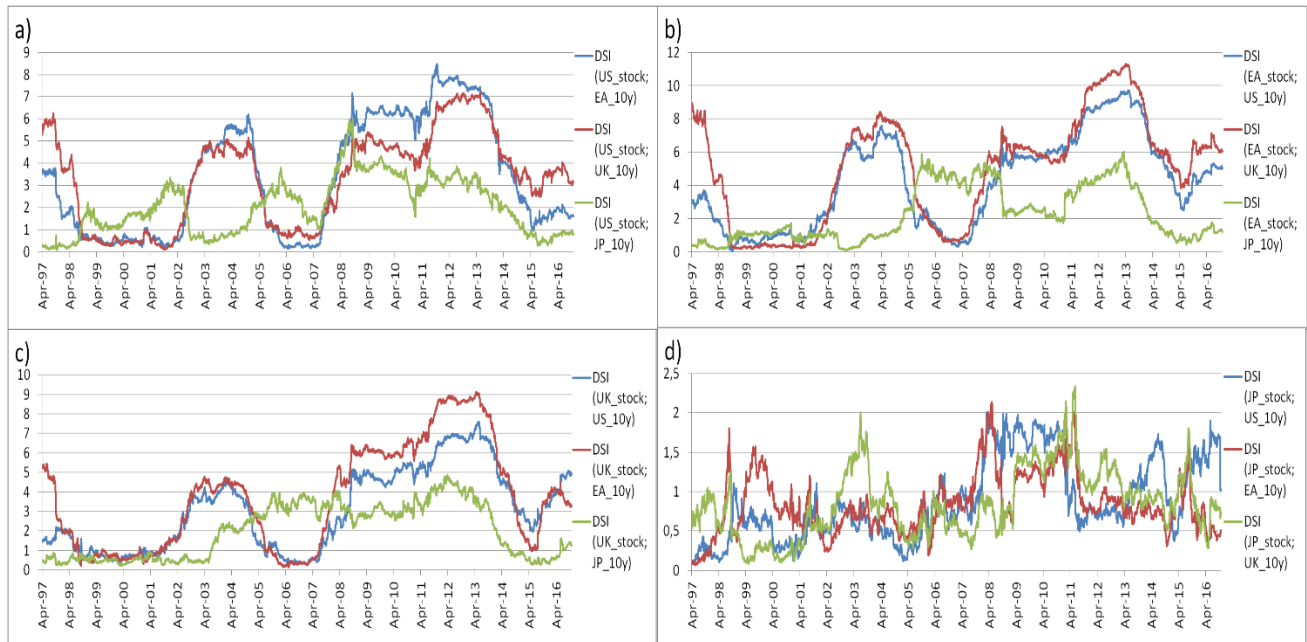 a)
9
8
7
6
5
4
3
2
1
0
Apr-97
Apr-98
Apr-99
Apr-00
Apr-01
Apr-02
Apr-03
Apr-04
Apr-05
Apr-06
Apr-07
Apr-08
Apr-09
Apr-10
Apr-11
Apr-12
Apr-13
Apr-14
Apr-15
Apr-16
DSI
(US_stock;
EA_10y)
DSI
(US_stock;
UK_10y)
DSI
(US_stock;
JP_10y)
b)
12
10
8
6
4
2
0
Apr-97
Apr-98
Apr-99
Apr-00
Apr-01
Apr-02
Apr-03
Apr-04
Apr-05
Apr-06
Apr-07
Apr-08
Apr-09
Apr-10
Apr-11
Apr-12
Apr-13
Apr-14
Apr-15
Apr-16
DSI
(EA_stock;
US_10y)
DSI
(EA_stock;
UK_10y)
DSI
(EA_stock;
JP_10y)
c)
10
9
8
7
6
5
4
3
2
1
0
Apr-97
Apr-98
Apr-99
Apr-00
Apr-01
Apr-02
Apr-03
Apr-04
Apr-05
Apr-06
Apr-07
Apr-08
Apr-09
Apr-10
Apr-11
Apr-12
Apr-13
Apr-14
Apr-15
Apr-16
DSI
(UK_stock;
US_10y)
DSI
(UK_stock;
EA_10y)
DSI
(UK_stock;
JP_10y)
d)
2,5
2
1,5
1
0,5
0
Apr-97
Apr-98
Apr-99
Apr-00
Apr-01
Apr-02
Apr-03
Apr-04
Apr-05
Apr-06
Apr-07
Apr-08
Apr-09
Apr-10
Apr-11
Apr-12
Apr-13
Apr-14
Apr-15
Apr-16
DSI
(JP_stock;
US_10y)
DSI
(JP_stock;
EA_10y)
DSI
(JP_stock;
UK_10y)